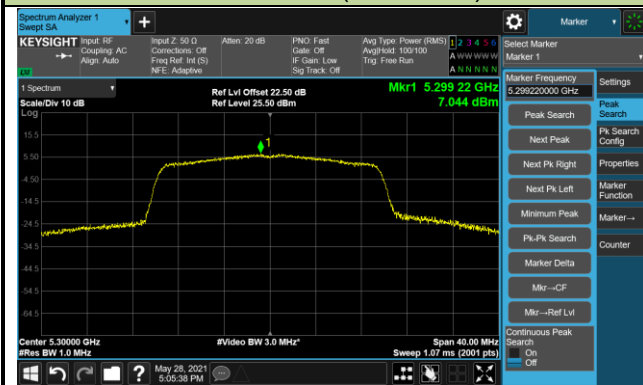 Spectrum Analyzer 1
Swept SA
Marker
KEYSIGHT
Input: RF
Coupling: AC
Align: Auto
Input Z: 50 Ω
Corrections: Off
Freq Ref: Int (S)
NFE: Adaptive
Atten: 20 dB
PNO: Fast
Gate: Off
IF Gain: Low
Sig Track: Off
Avg Type: Power (RMS)
Avg|Hold: 100/100
Trig: Free Run
1 2 3 4 5 6
A W W W W W
A N N N N N
Select Marker
Marker 1
LW
1 Spectrum
Scale/Div 10 dB
Log
Ref Lvl Offset 22.50 dB
Ref Level 25.50 dBm
Mkr1 5.299 22 GHz
7.044 dBm
15.5
5.50
-4.50
-14.5
-24.5
-34.5
-44.5
-54.5
-64.5
1
Center 5.30000 GHz
#Res BW 1.0 MHz
#Video BW 3.0 MHz*
Span 40.00 MHz
Sweep 1.07 ms (2001 pts)
Marker Frequency
5.299220000 GHz
Peak Search
Next Peak
Next Pk Right
Next Pk Left
Minimum Peak
Pk-Pk Search
Marker Delta
Mkr→CF
Mkr→Ref Lvl
Continuous Peak
Search
On
Off
Settings
Peak
Search
Pk Search
Config
Properties
Marker
Function
Marker→
Counter
May 28, 2021
5:05:38 PM